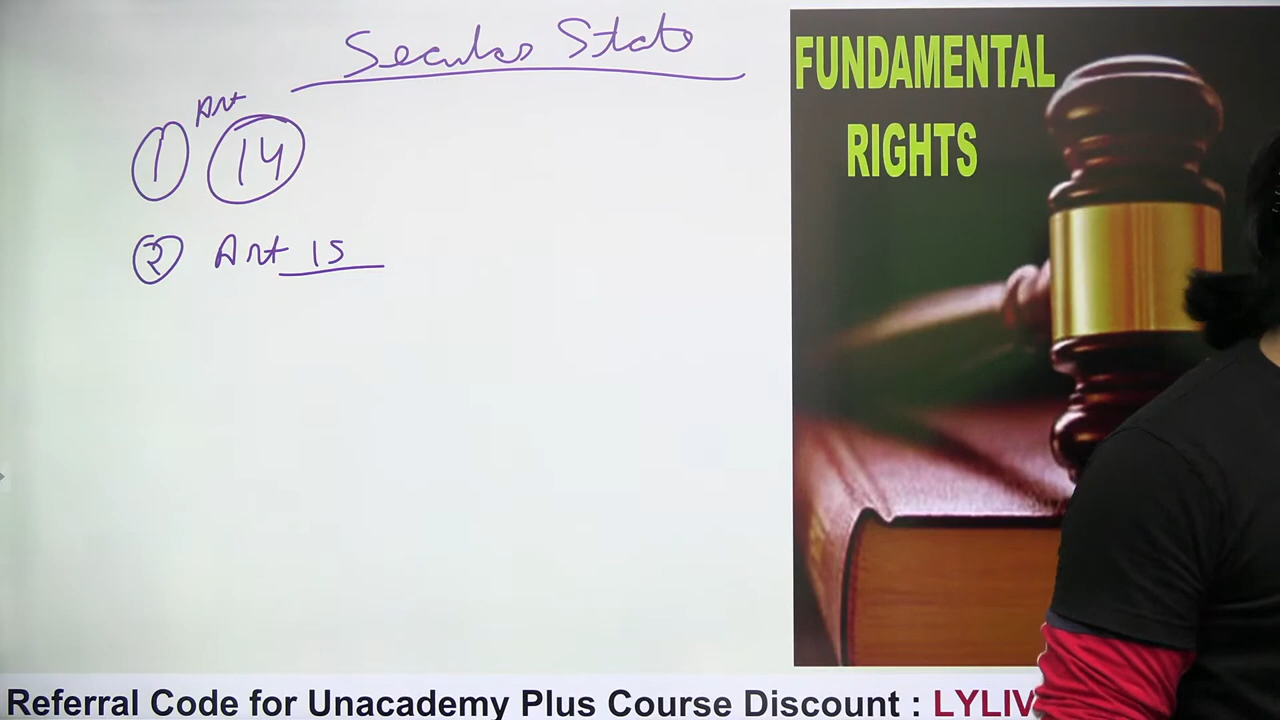 Secular State
Art
1 14
2 Art 15
FUNDAMENTAL
RIGHTS
Referral Code for Unacademy Plus Course Discount : LYLIV